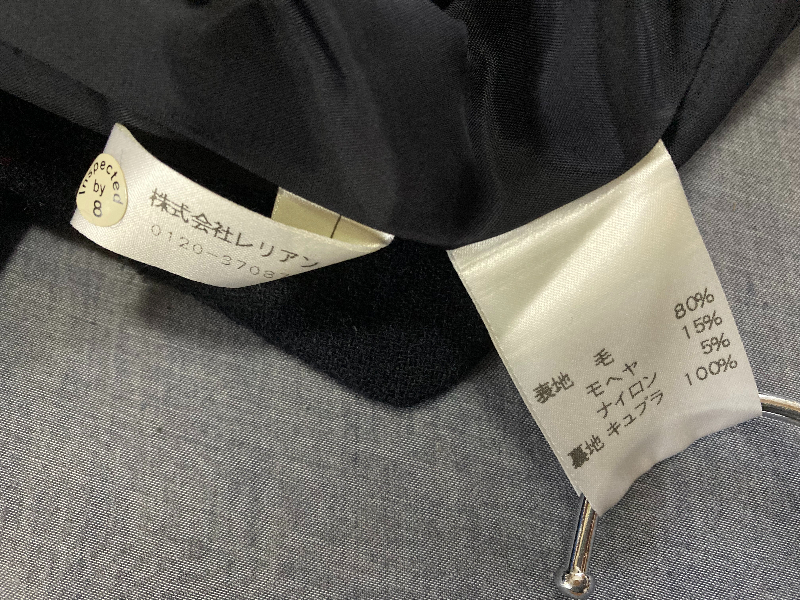 Inspected
by
8
株式会社レリアン
0120-3708
表地 毛 80%
モヘヤ 15%
ナイロン 5%
裏地 キュプラ 100%